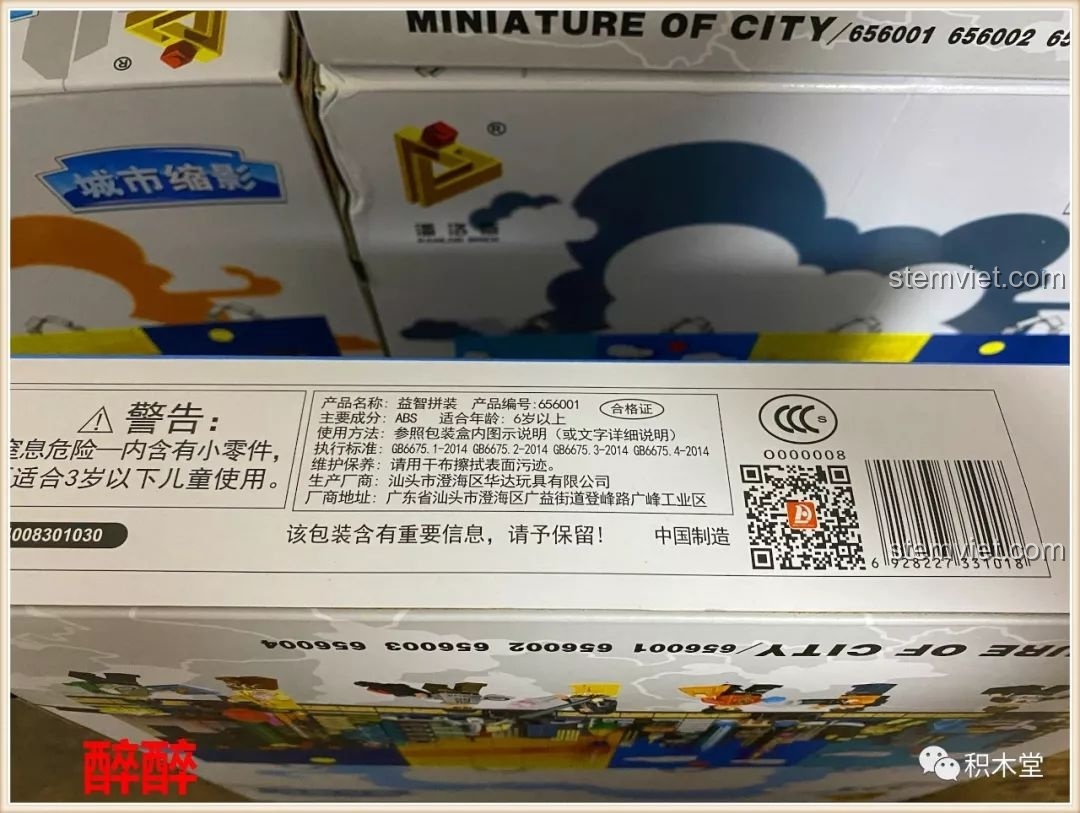 MINIATURE OF CITY/656001 656002 65
®
城市缩影
®
stemviet.com
警告:
窒息危险—内含有小零件,
适合3岁以下儿童使用。
产品名称: 益智拼装 产品编号:656001 合格证
主要成分: ABS 适合年龄: 6岁以上
使用方法: 参照包装盒内图示说明 (或文字详细说明)
执行标准: GB6675.1-2014 GB6675.2-2014 GB6675.3-2014 GB6675.4-2014
维护保养: 请用干布擦拭表面污迹。
生产厂商: 汕头市澄海区华达玩具有限公司
厂商地址: 广东省汕头市澄海区广益街道登峰路广峰工业区
CCC S
0000008
008301030
该包装含有重要信息, 请予保留!
中国制造
stemviet.com
6 928227 331018
URE OF CITY/656001 656002 656003 656004
醉醉
积木堂